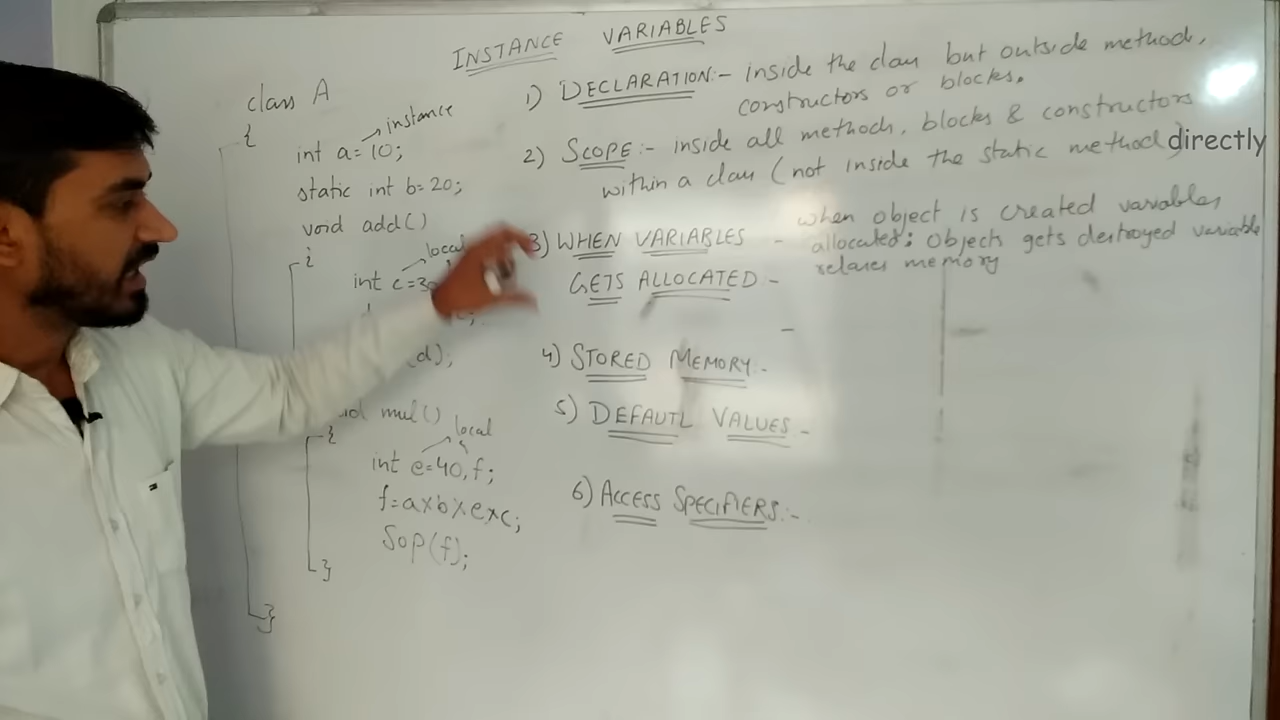 INSTANCE VARIABLES
class A
{
int a=10;
instance
static int b=20;
void add()
{
local
int c=30
(d);
mul()
{
local
int e=40,f;
f=a×b×e×c;
Sop(f);
}
}
1) DECLARATION:- inside the class but outside method,
constructors or blocks.
2) SCOPE:- inside all methods, blocks & constructors
within a class (not inside the static method) directly
3) WHEN VARIABLES
GETS ALLOCATED -
- when object is created variables
allocated; Objects gets destroyed variable
relases memory
-
4) STORED MEMORY:-
5) DEFAUTL VALUES -
6) ACCESS SPECIFIERS:-